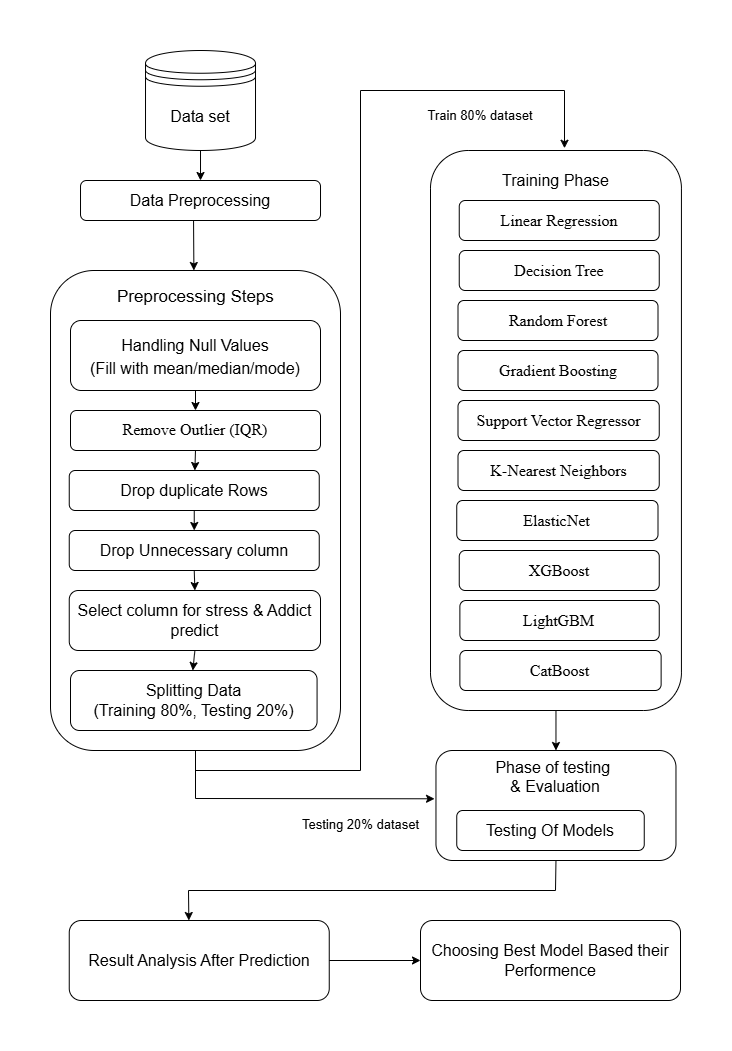 Data set
Data Preprocessing
Preprocessing Steps
Handling Null Values
(Fill with mean/median/mode)
Remove Outlier (IQR)
Drop duplicate Rows
Drop Unnecessary column
Select column for stress & Addict
predict
Splitting Data
(Training 80%, Testing 20%)
Train 80% dataset
Training Phase
Linear Regression
Decision Tree
Random Forest
Gradient Boosting
Support Vector Regressor
K-Nearest Neighbors
ElasticNet
XGBoost
LightGBM
CatBoost
Testing 20% dataset
Phase of testing
& Evaluation
Testing Of Models
Result Analysis After Prediction
Choosing Best Model Based their
Performence